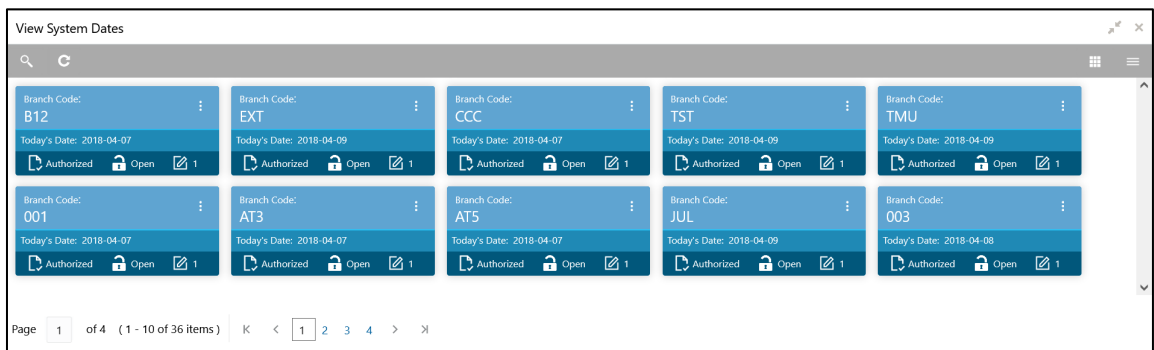 View System Dates
Branch Code:
B12
Today's Date: 2018-04-07
Authorized Open 1
Branch Code:
EXT
Today's Date: 2018-04-09
Authorized Open 1
Branch Code:
CCC
Today's Date: 2018-04-07
Authorized Open 1
Branch Code:
TST
Today's Date: 2018-04-09
Authorized Open 1
Branch Code:
TMU
Today's Date: 2018-04-09
Authorized Open 1
Branch Code:
001
Today's Date: 2018-04-07
Authorized Open 1
Branch Code:
AT3
Today's Date: 2018-04-07
Authorized Open 1
Branch Code:
AT5
Today's Date: 2018-04-07
Authorized Open 1
Branch Code:
JUL
Today's Date: 2018-04-09
Authorized Open 1
Branch Code:
003
Today's Date: 2018-04-08
Authorized Open 1
Page 1 of 4 ( 1 - 10 of 36 items ) 1 2 3 4